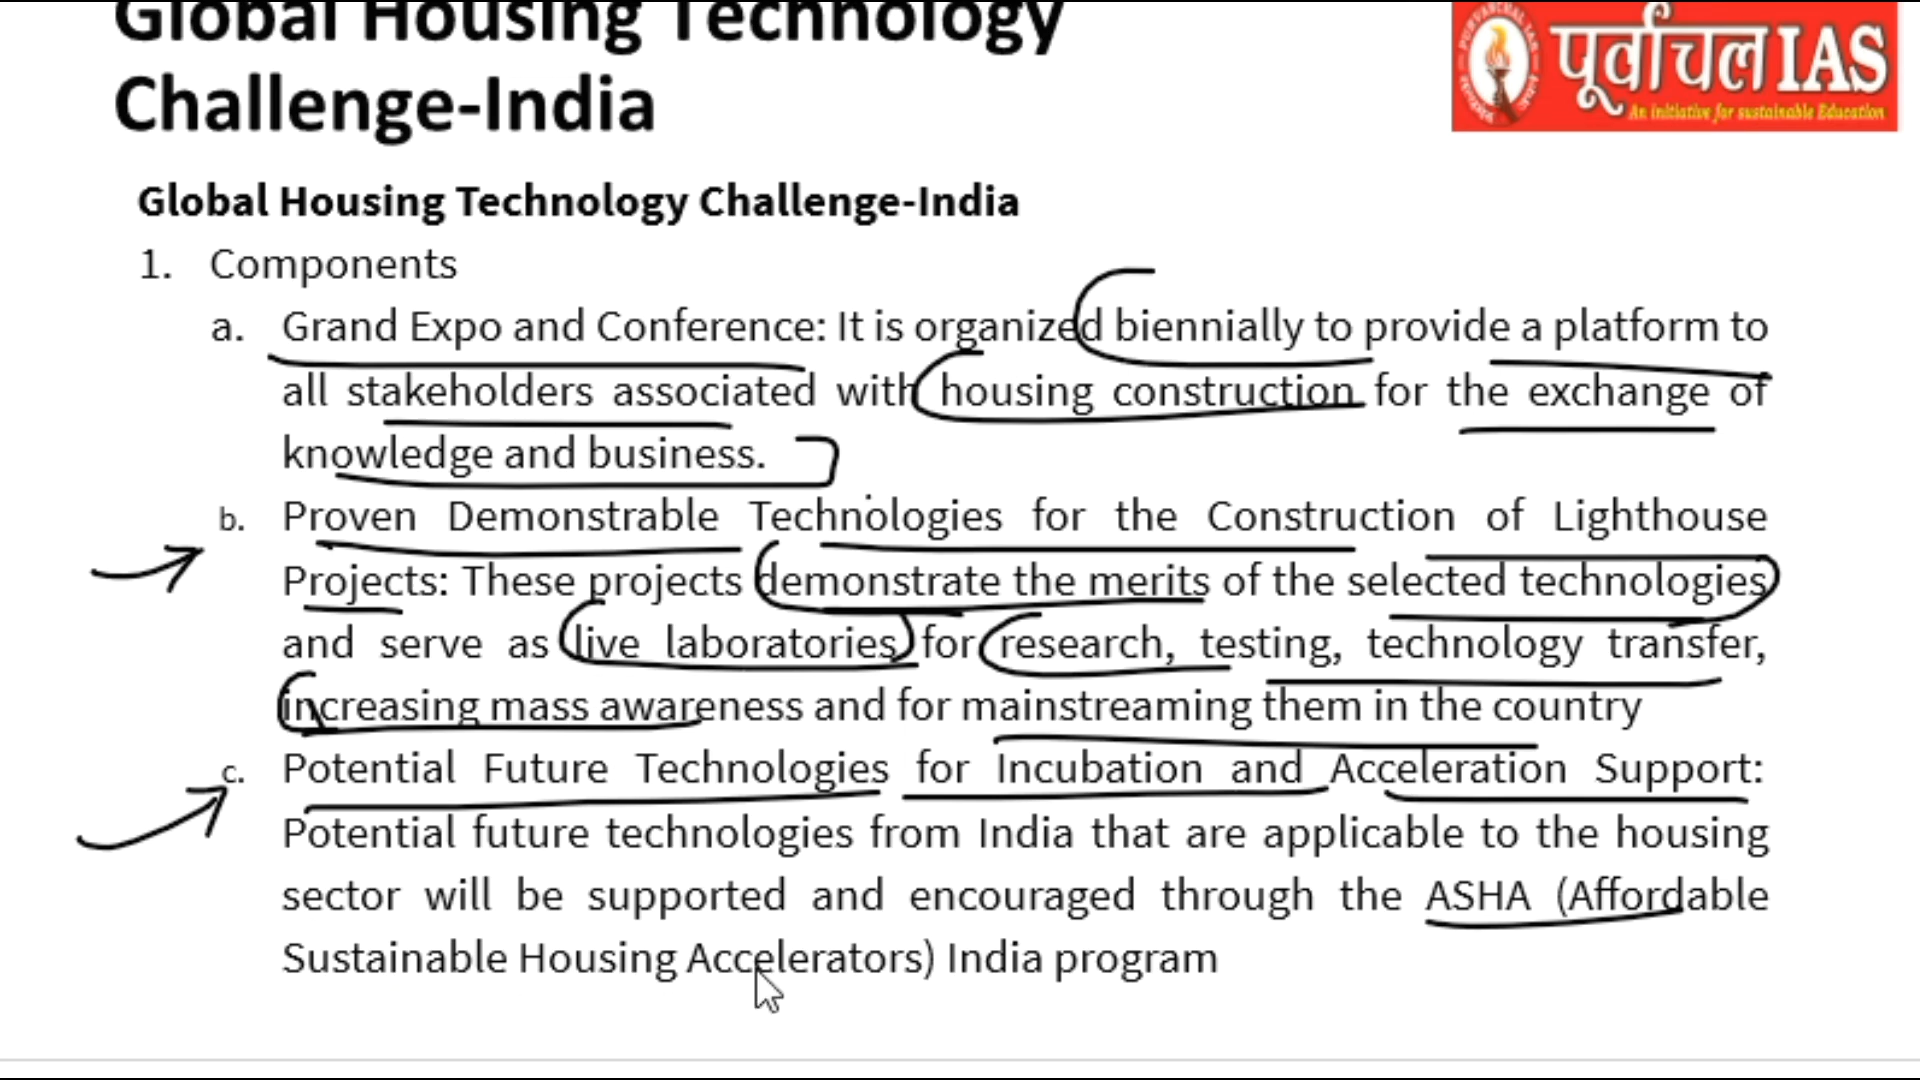 Global Housing Technology
Challenge-India
पूर्वांचल IAS
An initiative for sustainable Education
Global Housing Technology Challenge-India
1. Components
a. Grand Expo and Conference: It is organized biennially to provide a platform to
all stakeholders associated with housing construction for the exchange of
knowledge and business.
b. Proven Demonstrable Technologies for the Construction of Lighthouse
Projects: These projects demonstrate the merits of the selected technologies
and serve as live laboratories for research, testing, technology transfer,
increasing mass awareness and for mainstreaming them in the country
c. Potential Future Technologies for Incubation and Acceleration Support:
Potential future technologies from India that are applicable to the housing
sector will be supported and encouraged through the ASHA (Affordable
Sustainable Housing Accelerators) India program